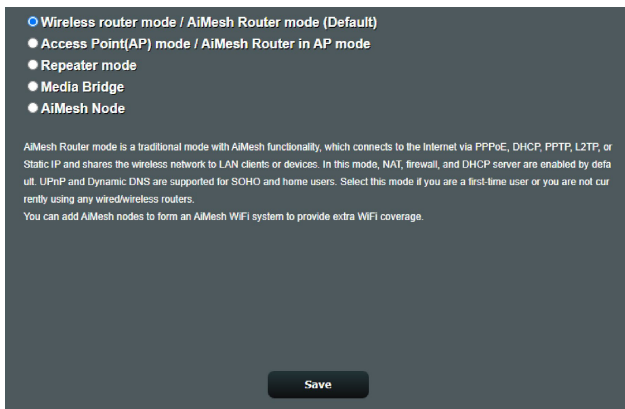 Wireless router mode / AiMesh Router mode (Default)
Access Point(AP) mode / AiMesh Router in AP mode
Repeater mode
Media Bridge
AiMesh Node
AiMesh Router mode is a traditional mode with AiMesh functionality, which connects to the Internet via PPPoE, DHCP, PPTP, L2TP, or
Static IP and shares the wireless network to LAN clients or devices. In this mode, NAT, firewall, and DHCP server are enabled by defa
ult. UPnP and Dynamic DNS are supported for SOHO and home users. Select this mode if you are a first-time user or you are not cur
rently using any wired/wireless routers.
You can add AiMesh nodes to form an AiMesh WiFi system to provide extra WiFi coverage.
Save